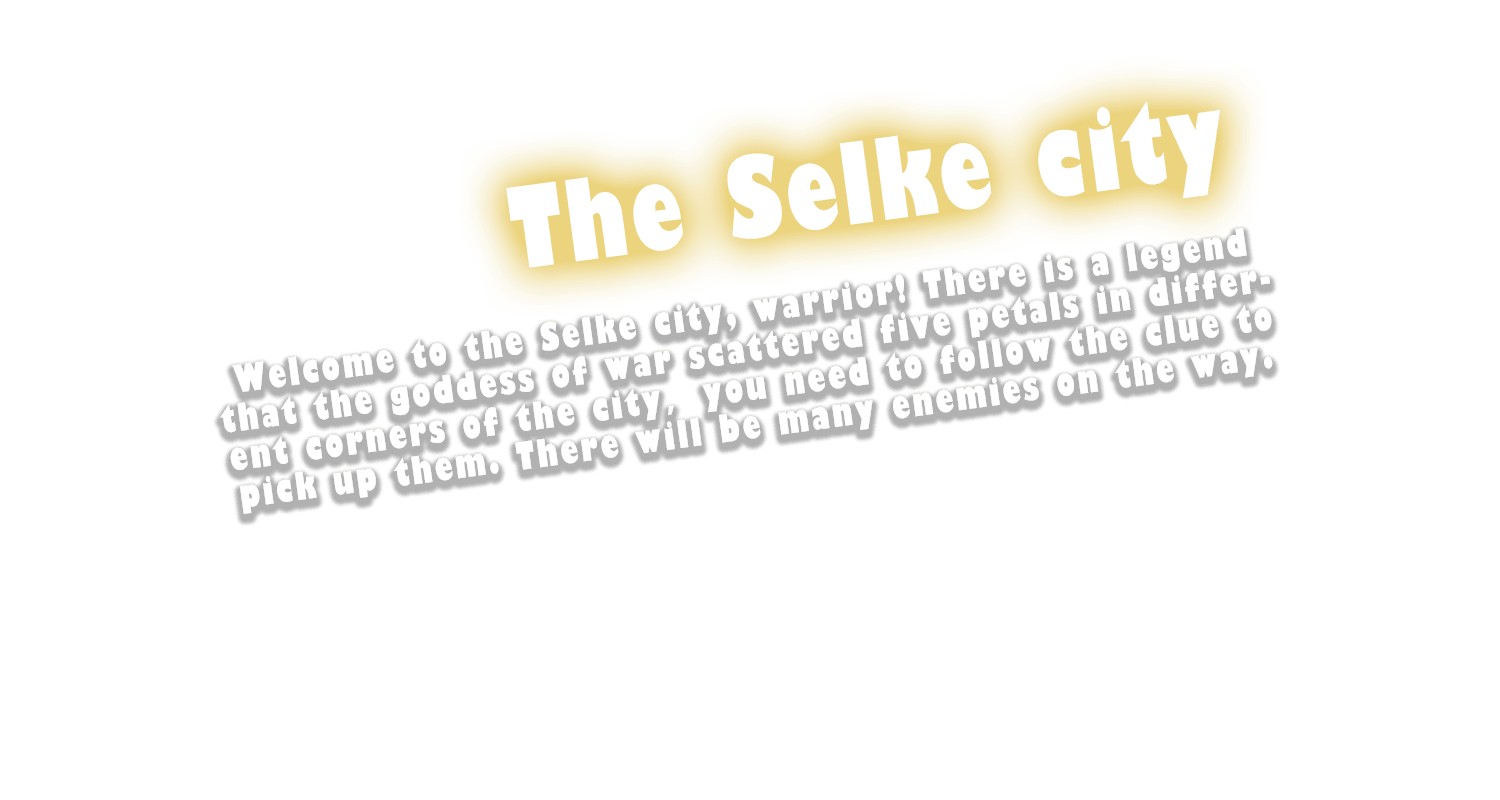 The Selke city
Welcome to the Selke city, warrior! There is a legend
that the goddess of war scattered five petals in differ-
ent corners of the city,  you need to follow the clue to
pick up them. There will be many enemies on the way.